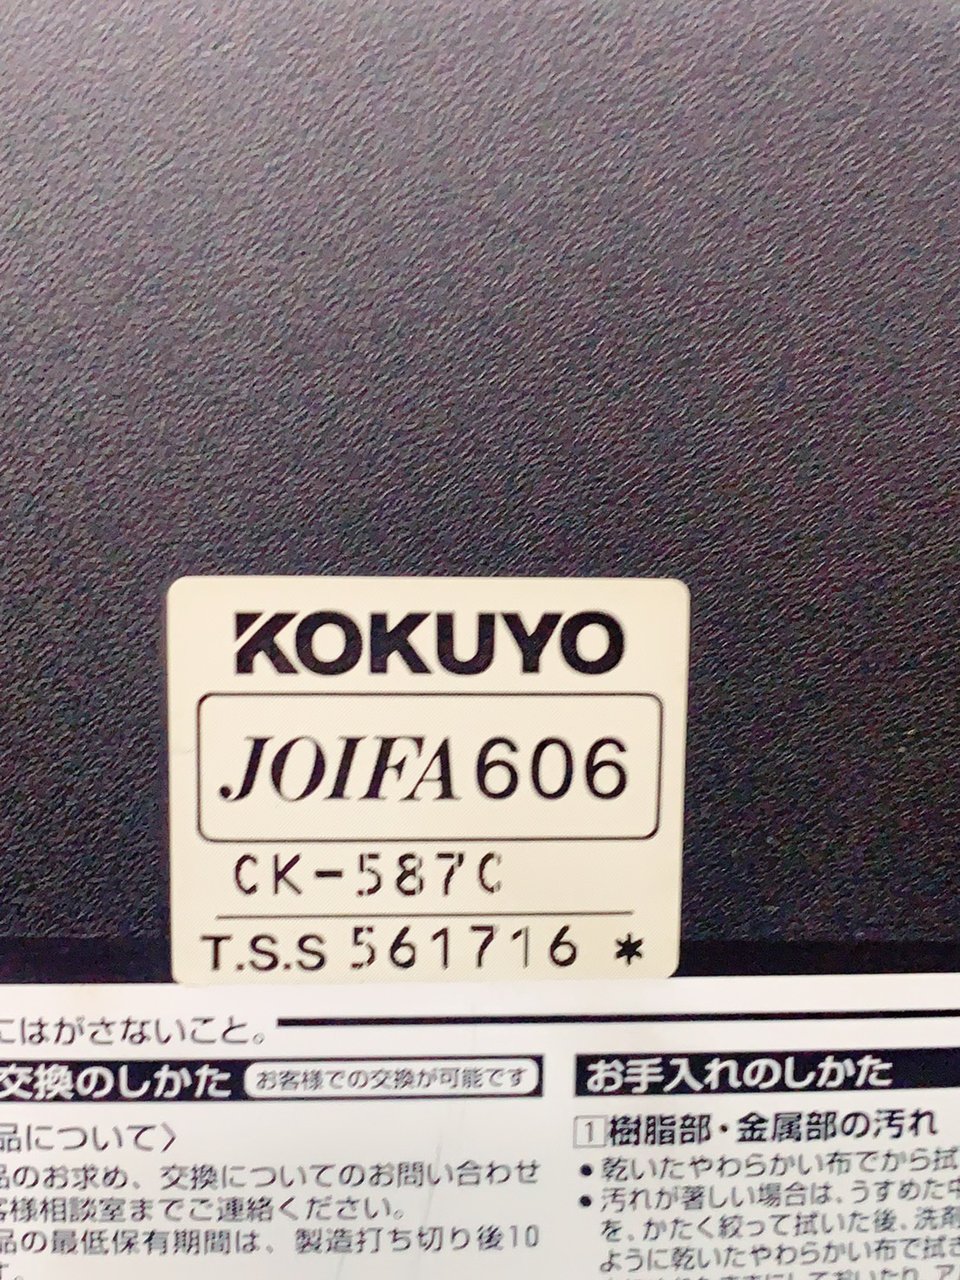 KOKUYO
JOIFA606
CK-587C
T.S.S 561716 *
にはがさないこと。
交換のしかた お客様での交換が可能です
品について〉
品のお求め、交換についてのお問い合わせ
客様相談室までご連絡ください。
品の最低保有期間は、製造打ち切り後10
す。
お手入れのしかた
1 樹脂部・金属部の汚れ
●乾いたやわらかい布でから拭
●汚れが著しい場合は、うすめた中
を、かたく絞って拭いた後、洗剤
ように乾いたやわらかい布で拭き